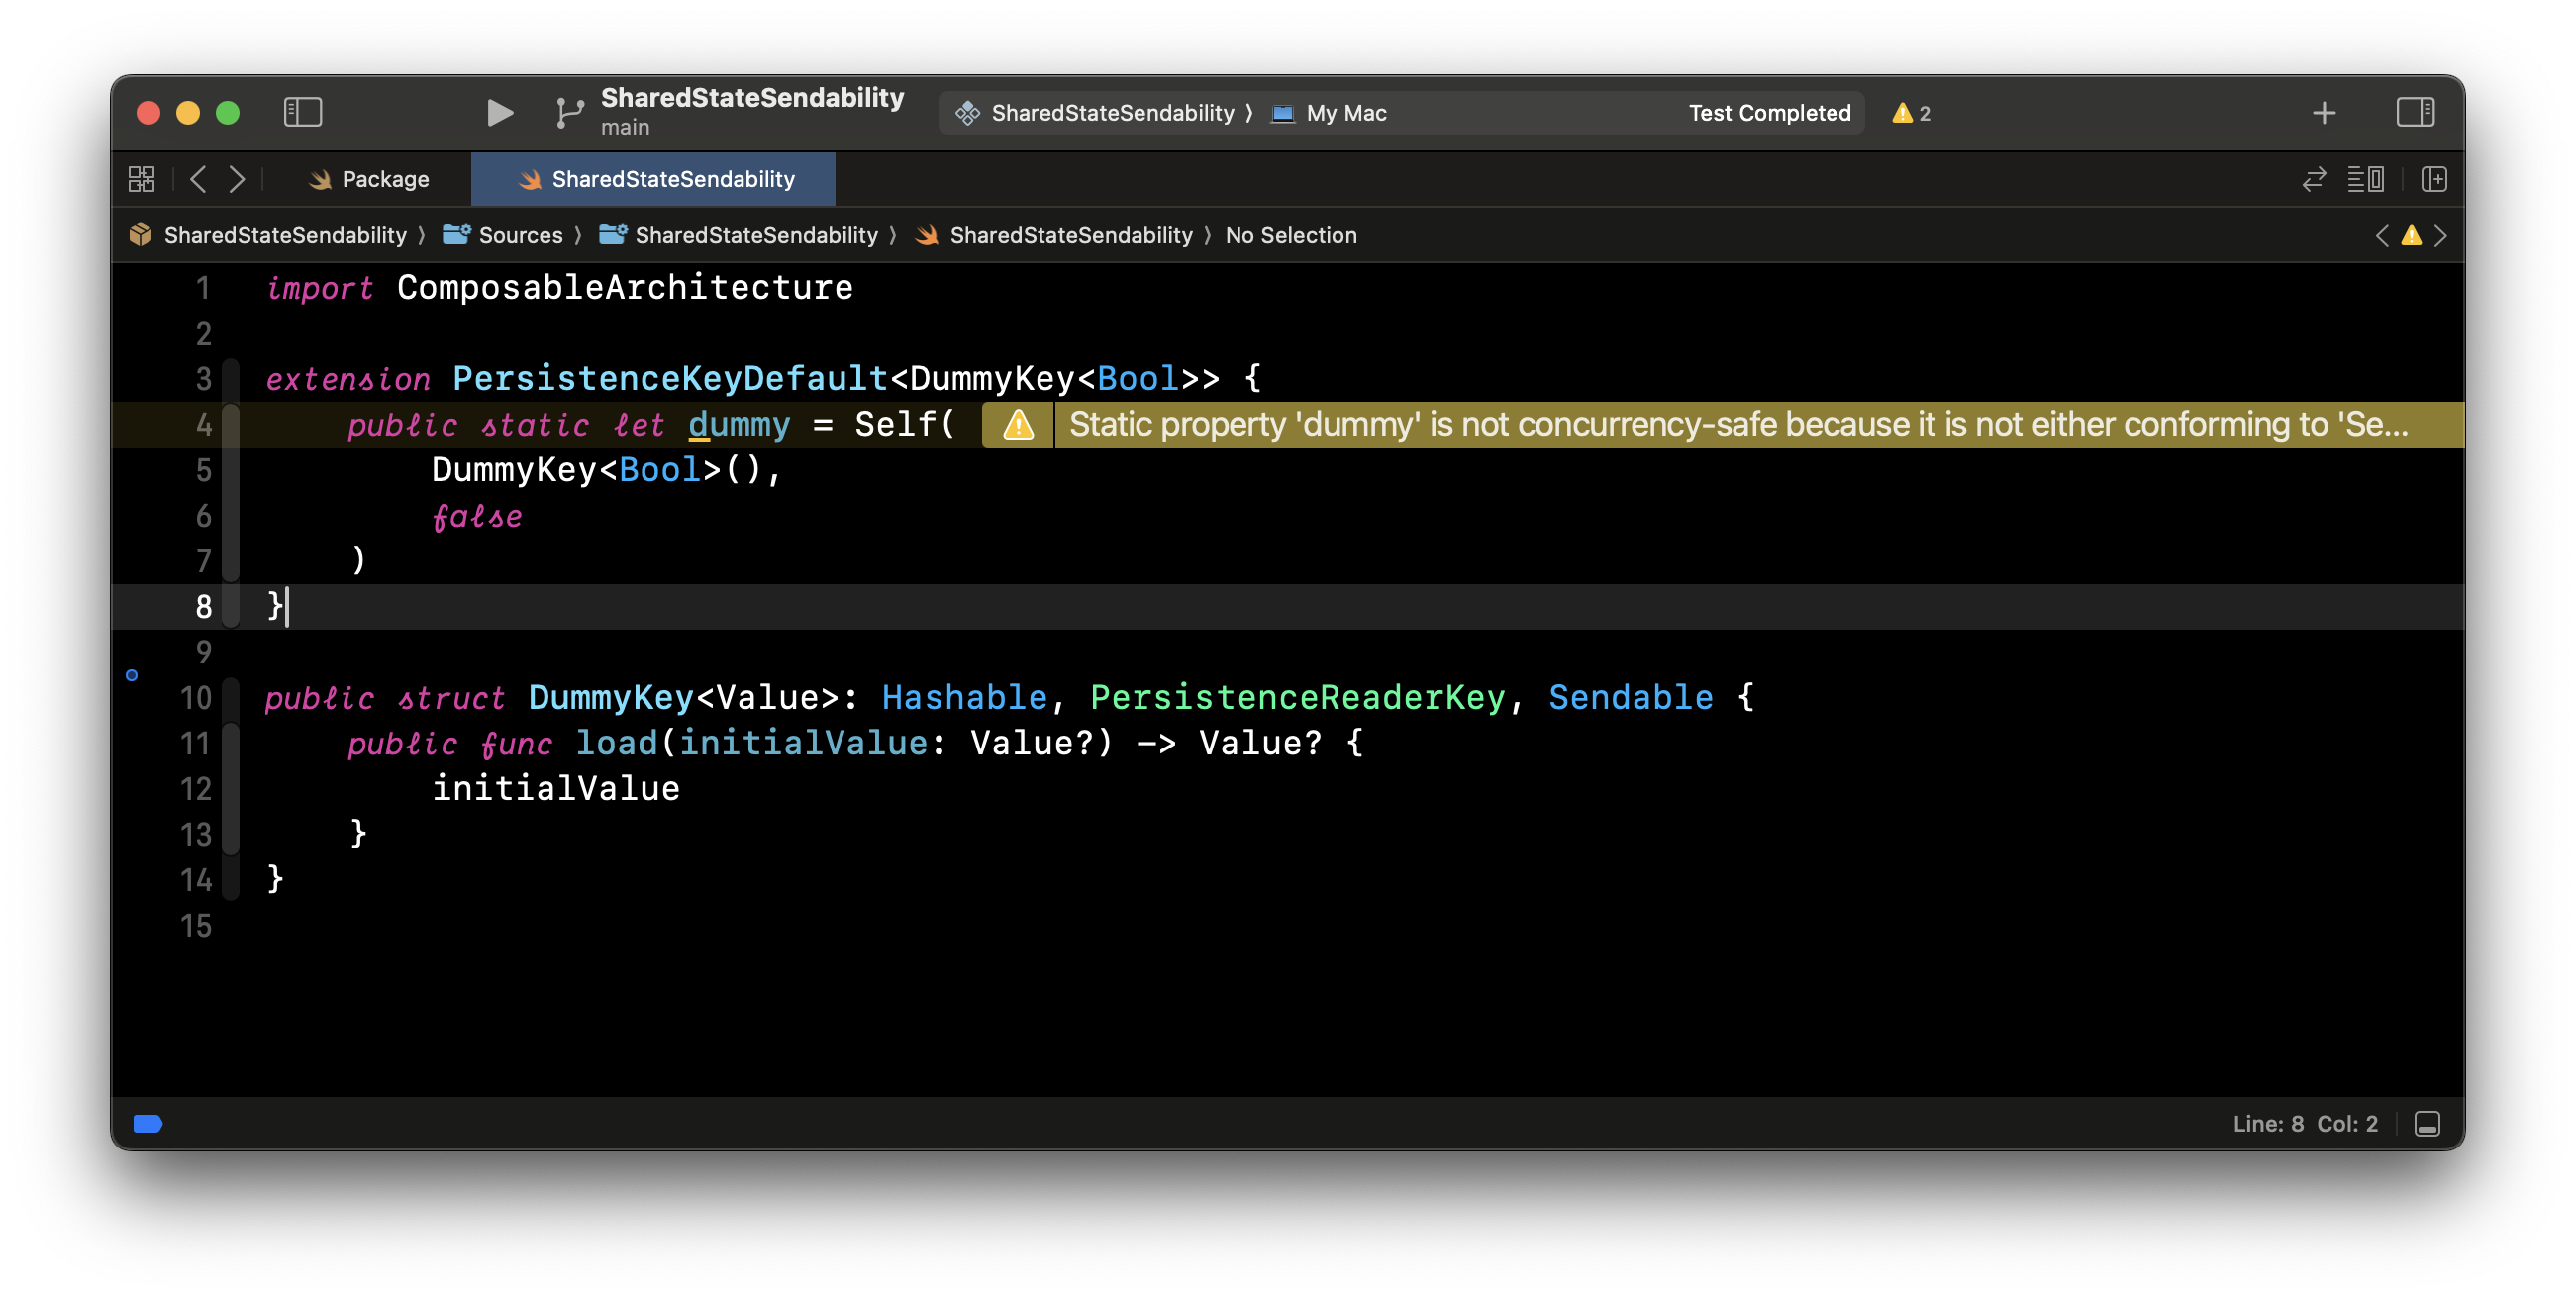 SharedStateSendability
main
SharedStateSendability ⟩ My Mac
Test Completed
2
Package
SharedStateSendability
SharedStateSendability ⟩ Sources ⟩ SharedStateSendability ⟩ SharedStateSendability ⟩ No Selection
1 import ComposableArchitecture
2
3 extension PersistenceKeyDefault<DummyKey<Bool>> {
4     public static let dummy = Self( Static property 'dummy' is not concurrency-safe because it is not either conforming to 'Se...
5         DummyKey<Bool>(),
6         false
7     )
8 }
9
10 public struct DummyKey<Value>: Hashable, PersistenceReaderKey, Sendable {
11     public func load(initialValue: Value?) -> Value? {
12         initialValue
13     }
14 }
15
Line: 8 Col: 2